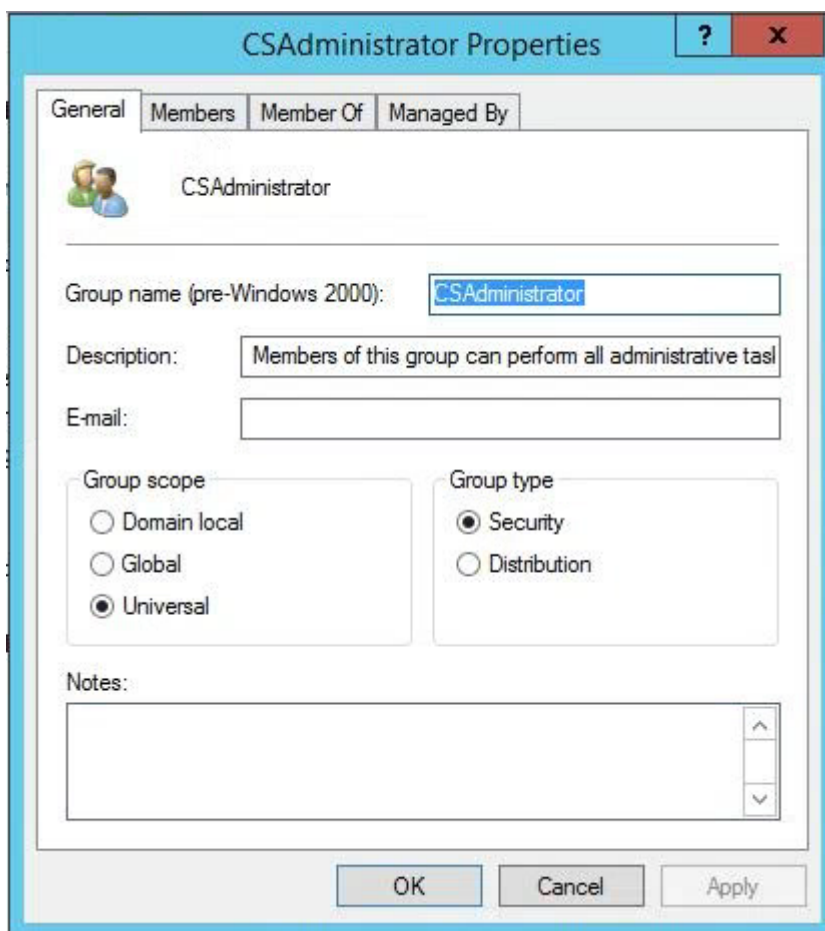 CSAdministrator Properties
?
x
General Members Member Of Managed By
CSAdministrator
Group name (pre-Windows 2000): CSAdministrator
Description: Members of this group can perform all administrative
E-mail:
Group scope Group type
Domain local Security
Global Distribution
Universal
Notes:
OK Cancel Apply